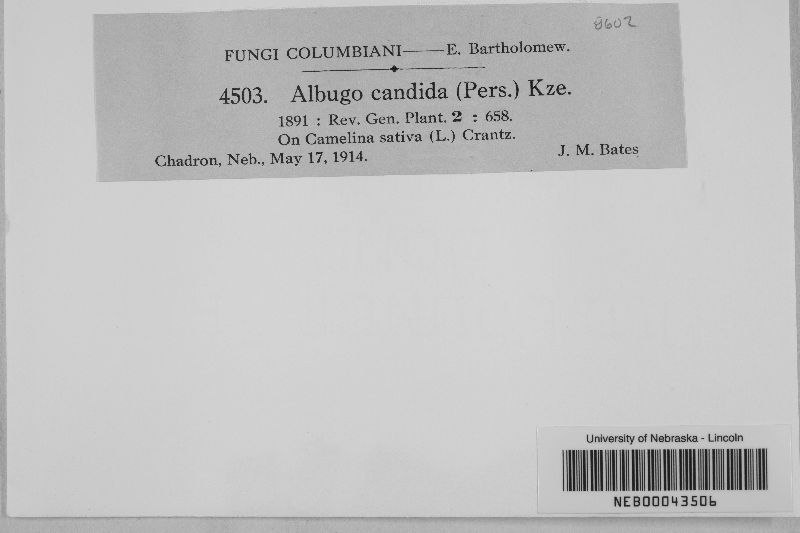 8602
FUNGI COLUMBIANI——E. Bartholomew.
4503. Albugo candida (Pers.) Kze.
1891 : Rev. Gen. Plant. 2 : 658.
On Camelina sativa (L.) Crantz.
Chadron, Neb., May 17, 1914. J. M. Bates
University of Nebraska - Lincoln
NEB00043506